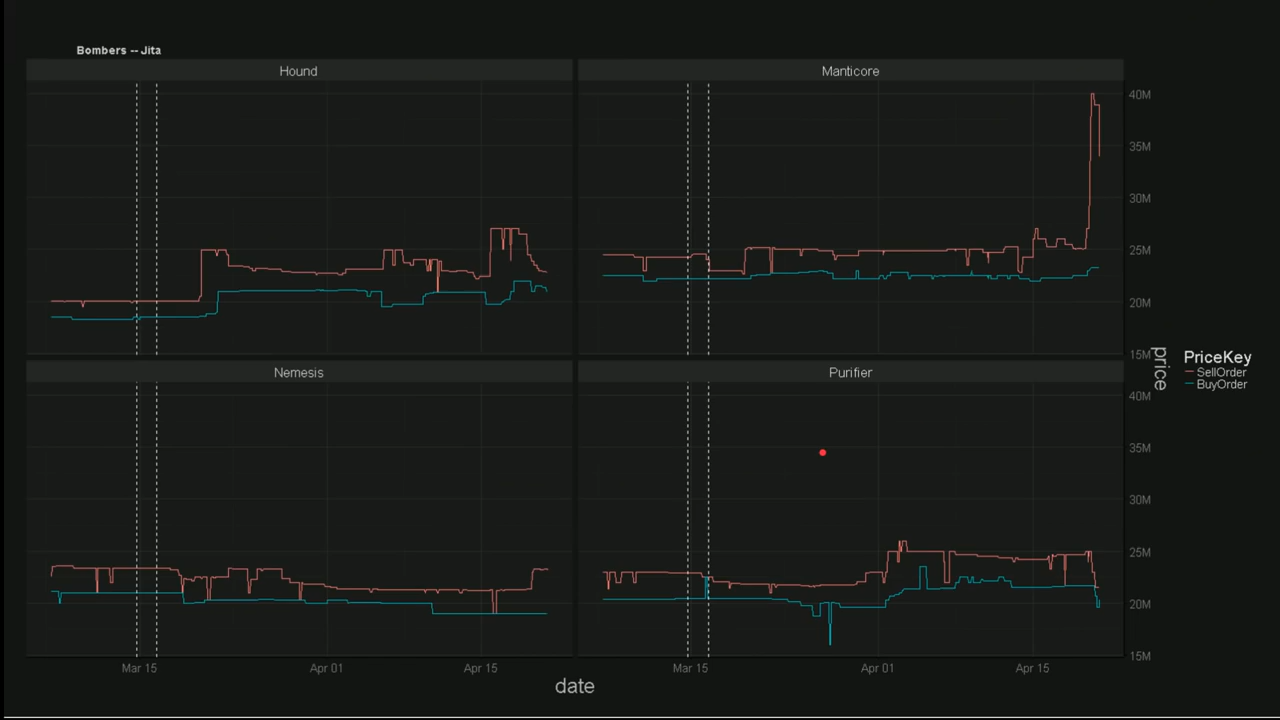 Bombers -- Jita
Hound
Manticore
40M
35M
30M
25M
20M
15M
Nemesis
Purifier
40M
35M
30M
25M
20M
15M
price
PriceKey
SellOrder
BuyOrder
Mar 15
Apr 01
Apr 15
Mar 15
Apr 01
Apr 15
date